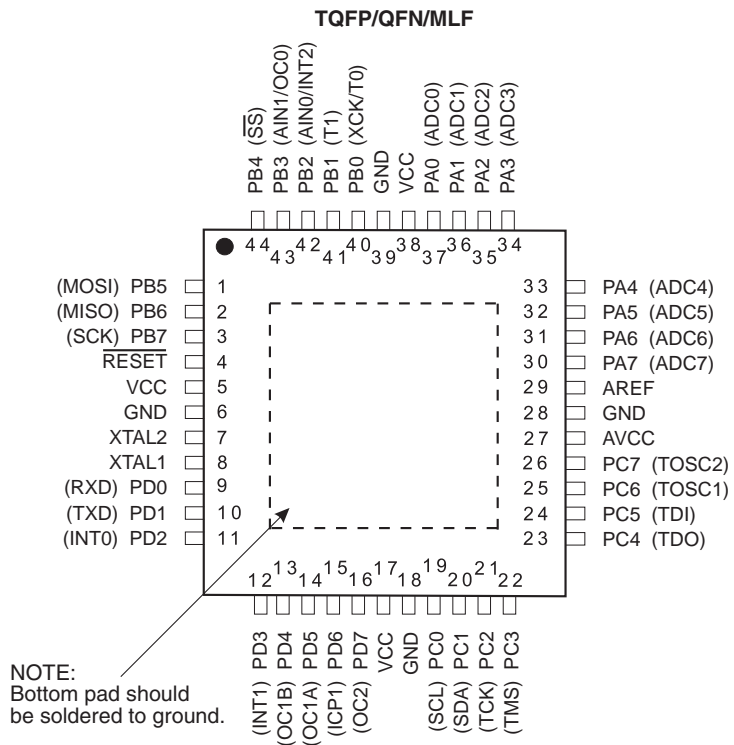 TQFP/QFN/MLF
PB4 (SS)
PB3 (AIN1/OC0)
PB2 (AIN0/INT2)
PB1 (T1)
PB0 (XCK/T0)
GND
VCC
PA0 (ADC0)
PA1 (ADC1)
PA2 (ADC2)
PA3 (ADC3)
44 43 42 41 40 39 38 37 36 35 34
(MOSI) PB5 1
(MISO) PB6 2
(SCK) PB7 3
RESET 4
VCC 5
GND 6
XTAL2 7
XTAL1 8
(RXD) PD0 9
(TXD) PD1 10
(INT0) PD2 11
33 PA4 (ADC4)
32 PA5 (ADC5)
31 PA6 (ADC6)
30 PA7 (ADC7)
29 AREF
28 GND
27 AVCC
26 PC7 (TOSC2)
25 PC6 (TOSC1)
24 PC5 (TDI)
23 PC4 (TDO)
12 13 14 15 16 17 18 19 20 21 22
(INT1) PD3
(OC1B) PD4
(OC1A) PD5
(ICP1) PD6
(OC2) PD7
VCC
GND
(SCL) PC0
(SDA) PC1
(TCK) PC2
(TMS) PC3
NOTE:
Bottom pad should
be soldered to ground.